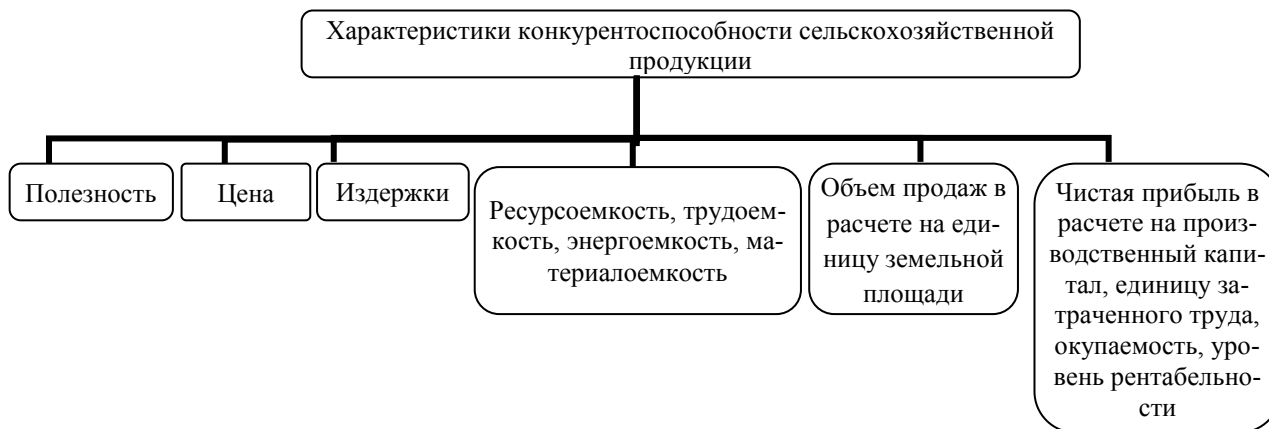 Характеристики конкурентоспособности сельскохозяйственной
продукции
Полезность
Цена
Издержки
Ресурсоемкость, трудоем-
кость, энергоемкость, ма-
териалоемкость
Объем продаж в
расчете на еди-
ницу земельной
площади
Чистая прибыль в
расчете на произ-
водственный капи-
тал, единицу за-
траченного труда,
окупаемость, уро-
вень рентабельно-
сти